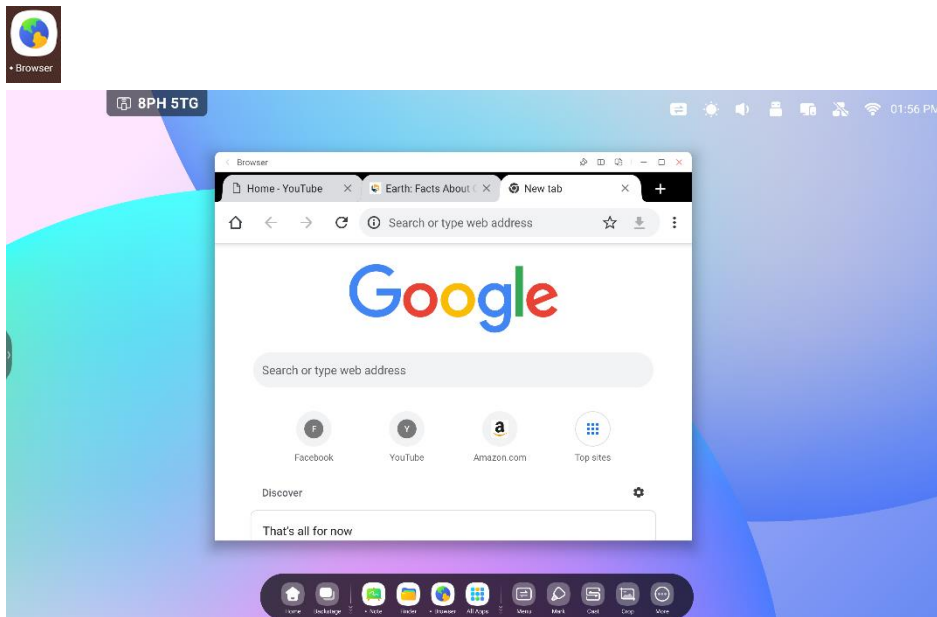 • Browser
8PH 5TG
01:56 PM
Browser
Home - YouTube
Earth: Facts About
New tab
Search or type web address
Google
Search or type web address
F
Y
a
Facebook
YouTube
Amazon.com
Top sites
Discover
That's all for now
Home
Backstage
• Note
Finder
• Browser
All Apps
Menu
Mark
Cast
Crop
More